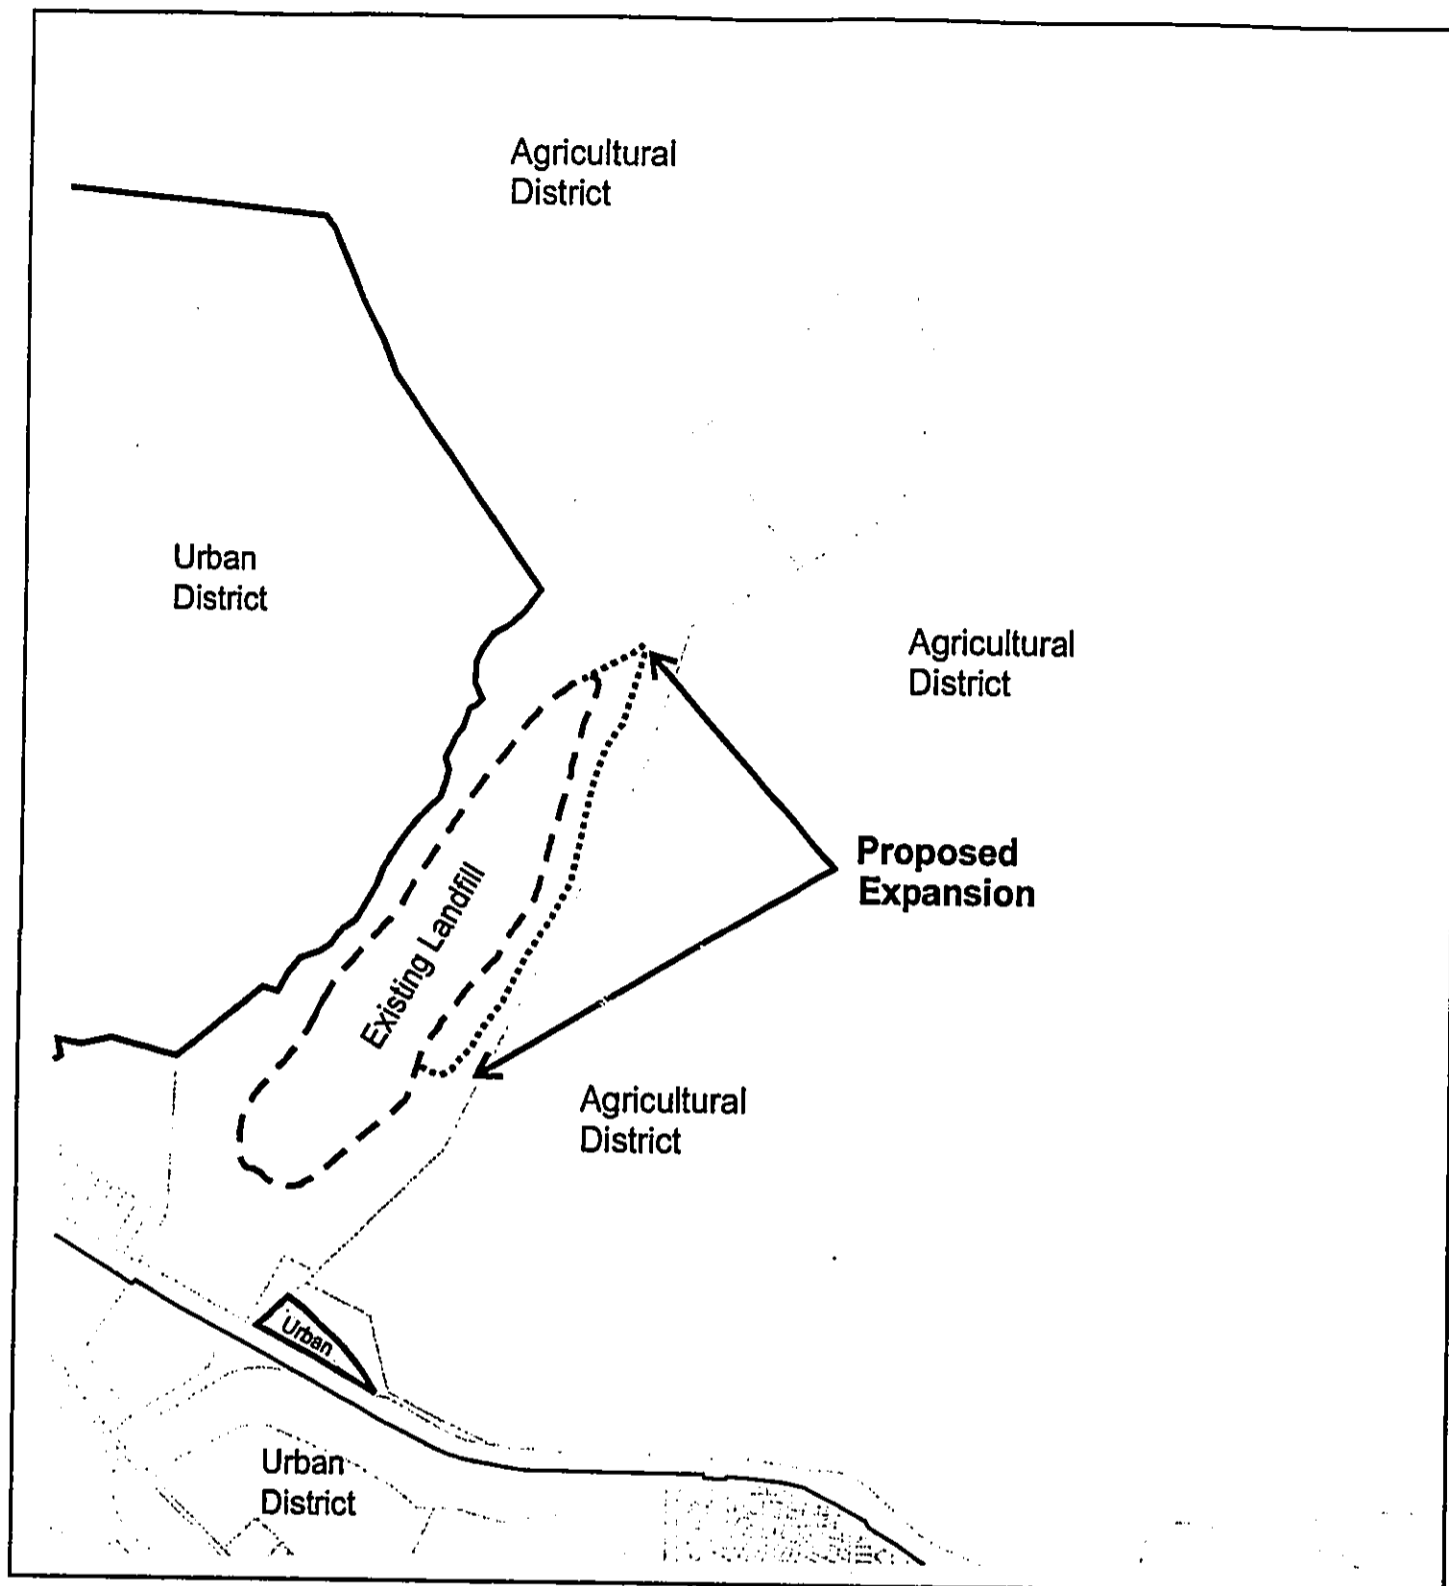 Agricultural
District
Urban
District
Agricultural
District
Proposed
Expansion
Existing Landfill
Agricultural
District
Urban
Urban
District